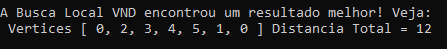 A Busca Local VND encontrou um resultado melhor! Veja:
Vertices [ 0, 2, 3, 4, 5, 1, 0 ] Distancia Total = 12